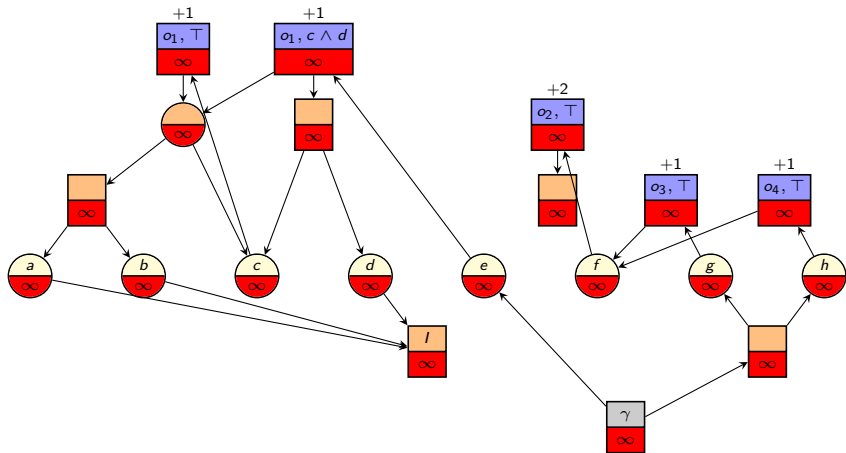 +1 +1
o₁, ⊤ o₁, c ∧ d
∞ ∞
+2
o₂, ⊤
∞ ∞ ∞
+1 +1
o₃, ⊤ o₄, ⊤
∞ ∞ ∞ ∞
a b c d e f g h
∞ ∞ ∞ ∞ ∞ ∞ ∞ ∞
I
∞ ∞
γ
∞